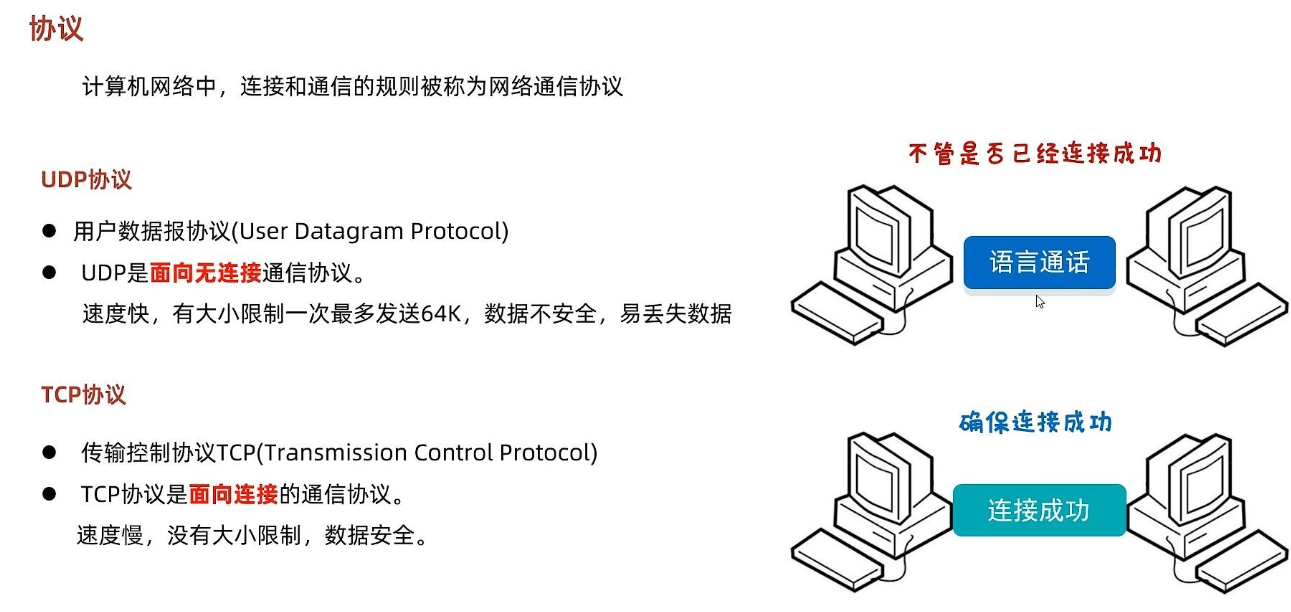 协议
计算机网络中，连接和通信的规则被称为网络通信协议
不管是否已经连接成功
UDP协议
● 用户数据报协议(User Datagram Protocol)
● UDP是面向无连接通信协议。
语言通话
速度快，有大小限制一次最多发送64K，数据不安全，易丢失数据
TCP协议
确保连接成功
● 传输控制协议TCP(Transmission Control Protocol)
● TCP协议是面向连接的通信协议。
连接成功
速度慢，没有大小限制，数据安全。